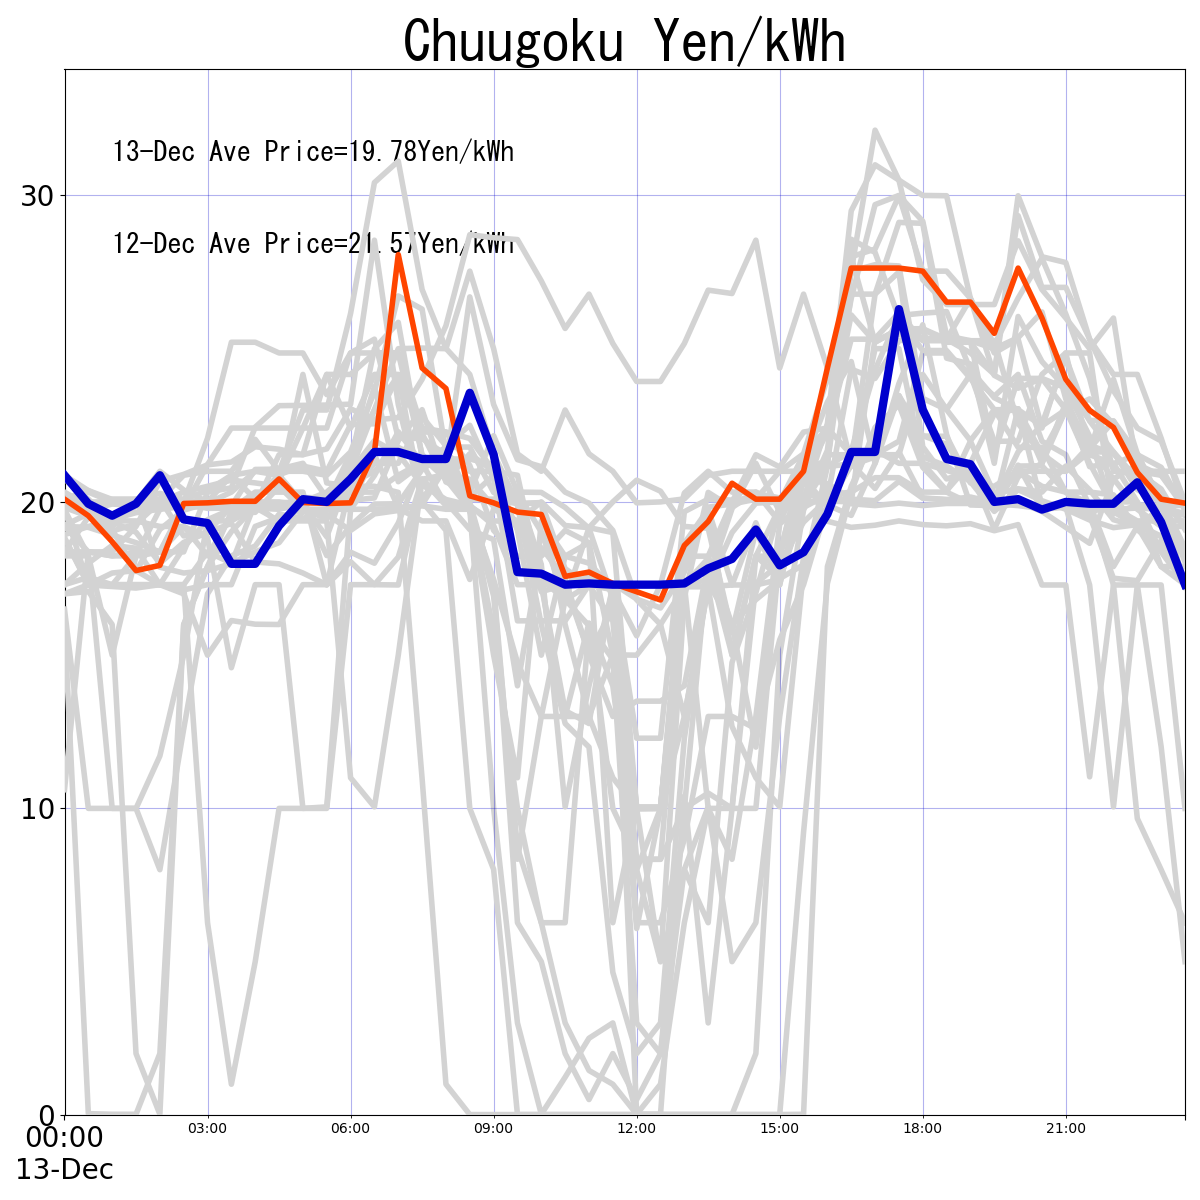 Chuugoku Yen/kWh
13-Dec Ave Price=19.78Yen/kWh
12-Dec Ave Price=21.57Yen/kWh
30
20
10
0
00:00 03:00 06:00 09:00 12:00 15:00 18:00 21:00
13-Dec